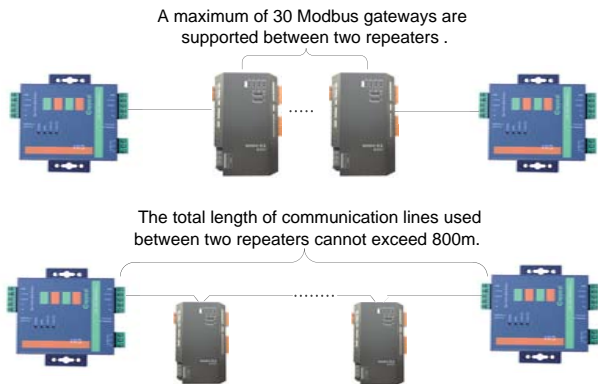 A maximum of 30 Modbus gateways are
supported between two repeaters .
The total length of communication lines used
between two repeaters cannot exceed 800m.